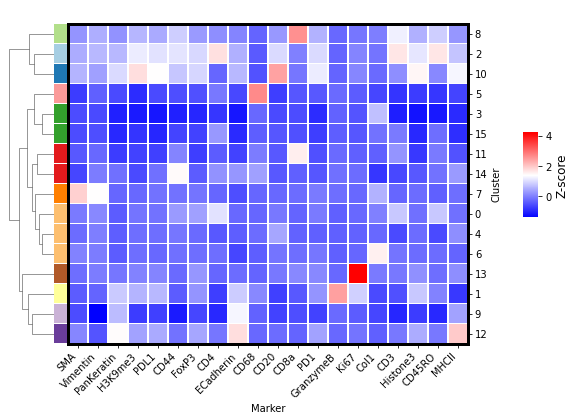 8
2
10
5
3
15
11
14
7
0
4
6
13
1
9
12
Cluster
4
2
0
Z-score
SMA
Vimentin
PanKeratin
H3K9me3
PDL1
CD44
FoxP3
CD4
ECadherin
CD68
CD20
CD8a
PD1
GranzymeB
Ki67
Col1
CD3
Histone3
CD45RO
MHCII
Marker